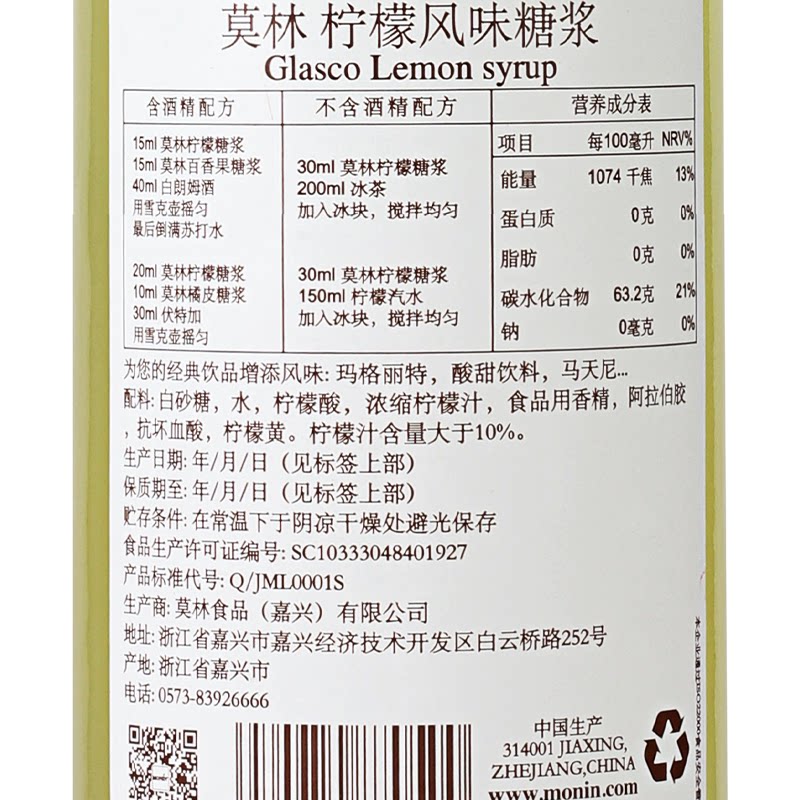 莫林 柠檬风味糖浆
Glasco Lemon syrup
含酒精配方
15ml 莫林柠檬糖浆
15ml 莫林百香果糖浆
40ml 白朗姆酒
用雪克壶摇匀
最后倒满苏打水
20ml 莫林柠檬糖浆
10ml 莫林橘皮糖浆
30ml 伏特加
用雪克壶摇匀
不含酒精配方
30ml 莫林柠檬糖浆
200ml 冰茶
加入冰块，搅拌均匀
30ml 莫林柠檬糖浆
150ml 柠檬汽水
加入冰块，搅拌均匀
营养成分表
项目 每100毫升 NRV%
能量 1074 千焦 13%
蛋白质 0克 0%
脂肪 0克 0%
碳水化合物 63.2克 21%
钠 0毫克 0%
为您的经典饮品增添风味: 玛格丽特，酸甜饮料，马天尼...
配料: 白砂糖，水，柠檬酸，浓缩柠檬汁，食品用香精，阿拉伯胶
，抗坏血酸，柠檬黄。柠檬汁含量大于10%。
生产日期: 年/月/日（见标签上部）
保质期至: 年/月/日（见标签上部）
贮存条件: 在常温下于阴凉干燥处避光保存
食品生产许可证编号: SC10333048401927
产品标准代号: Q/JML0001S
生产商: 莫林食品（嘉兴）有限公司
地址: 浙江省嘉兴市嘉兴经济技术开发区白云桥路252号
产地: 浙江省嘉兴市
电话: 0573-83926666
中国生产
314001 JIAXING,
ZHEJIANG,CHINA
www.monin.com
本企业通过ISO22000食品安全管